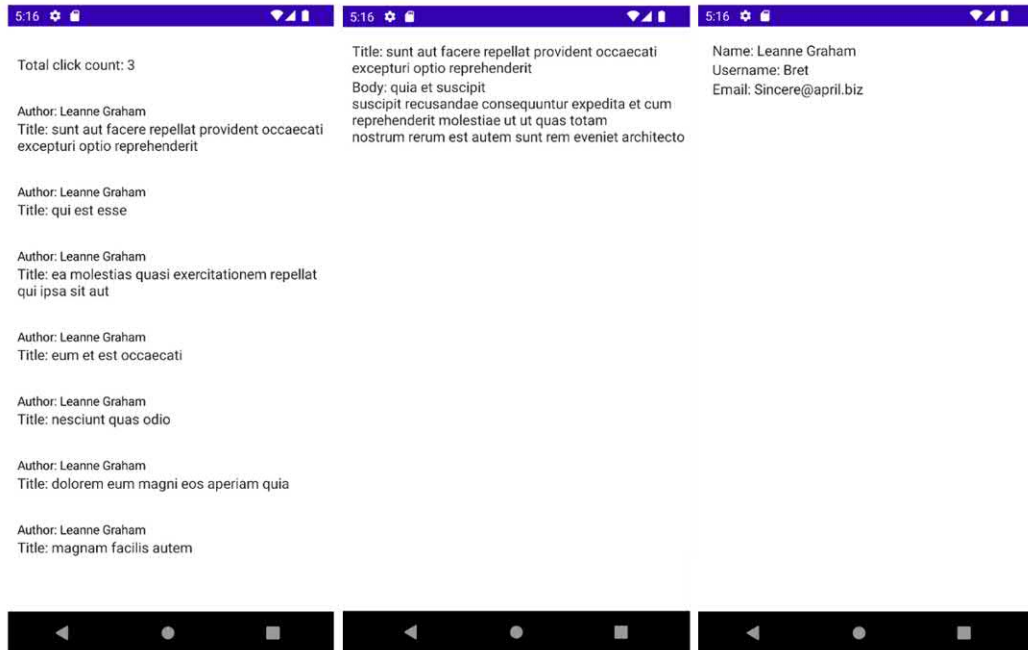 5:16
Total click count: 3
Author: Leanne Graham
Title: sunt aut facere repellat provident occaecati
excepturi optio reprehenderit
Author: Leanne Graham
Title: qui est esse
Author: Leanne Graham
Title: ea molestias quasi exercitationem repellat
qui ipsa sit aut
Author: Leanne Graham
Title: eum et est occaecati
Author: Leanne Graham
Title: nesciunt quas odio
Author: Leanne Graham
Title: dolorem eum magni eos aperiam quia
Author: Leanne Graham
Title: magnam facilis autem
5:16
Title: sunt aut facere repellat provident occaecati
excepturi optio reprehenderit
Body: quia et suscipit
suscipit recusandae consequuntur expedita et cum
reprehenderit molestiae ut ut quas totam
nostrum rerum est autem sunt rem eveniet architecto
5:16
Name: Leanne Graham
Username: Bret
Email: Sincere@april.biz